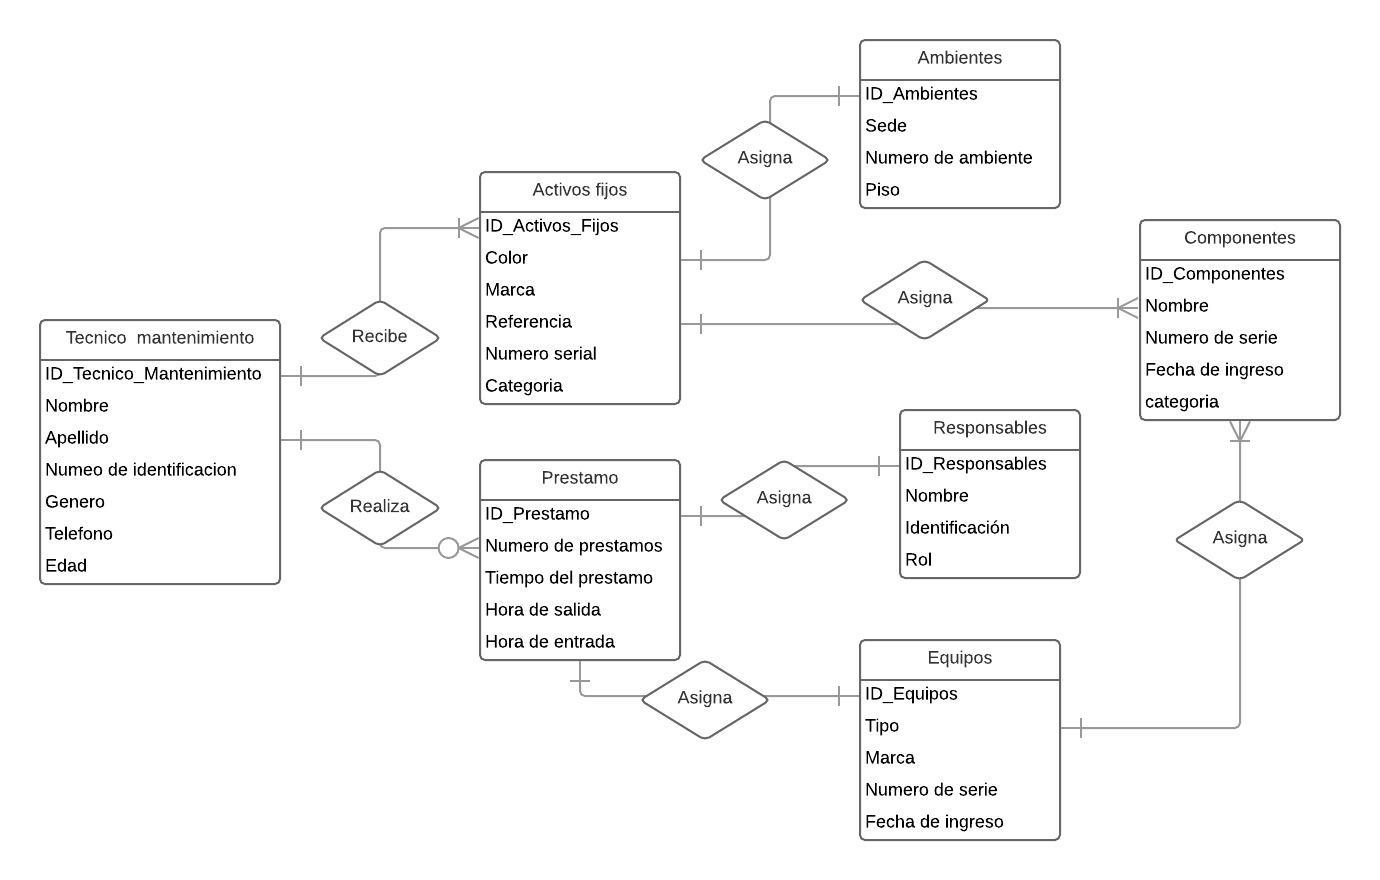 Ambientes
ID_Ambientes
Sede
Numero de ambiente
Piso
Asigna
Activos fijos
ID_Activos_Fijos
Color
Marca
Referencia
Numero serial
Categoria
Componentes
ID_Componentes
Nombre
Numero de serie
Fecha de ingreso
categoria
Asigna
Recibe
Tecnico mantenimiento
ID_Tecnico_Mantenimiento
Nombre
Apellido
Numeo de identificacion
Genero
Telefono
Edad
Realiza
Prestamo
ID_Prestamo
Numero de prestamos
Tiempo del prestamo
Hora de salida
Hora de entrada
Asigna
Responsables
ID_Responsables
Nombre
Identificación
Rol
Asigna
Asigna
Equipos
ID_Equipos
Tipo
Marca
Numero de serie
Fecha de ingreso